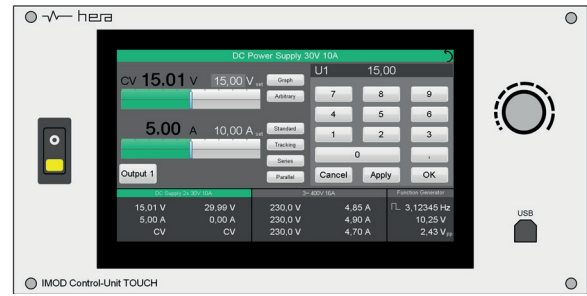 hera
DC Power Supply 30V 10A
CV 15.01 V 15,00 V set
Graph
Arbitrary
5.00 A 10,00 A set
Standard
Tracking
Series
Parallel
Output 1
U1 15,00
7 8 9
4 5 6
1 2 3
0 ,
Cancel Apply OK
DC Supply 2x 30V 10A 3~ 400V 16A Function Generator
15,01 V 29,99 V 230,0 V 4,85 A 3,12345 Hz
5,00 A 0,00 A 230,0 V 4,90 A 10,25 V
CV CV 230,0 V 4,70 A 2,43 Vpp
USB
IMOD Control-Unit TOUCH